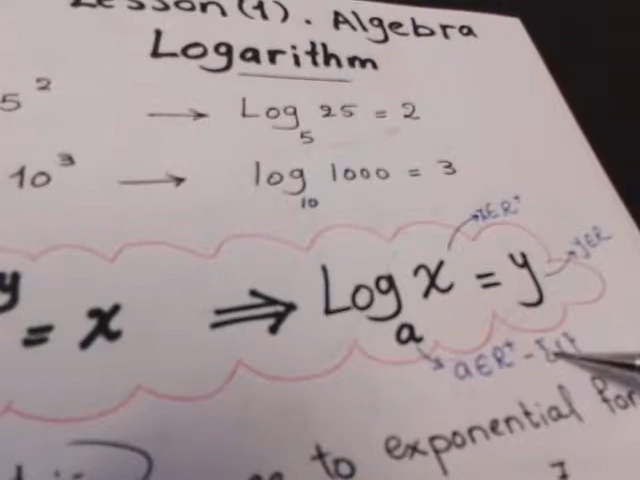 Lesson (1). Algebra
Logarithm
5² → Log₅ 25 = 2
10³ → log₁₀ 1000 = 3
x∈R⁺
y∈R
y = x ⇒ Logₐ x = y
a∈R⁺ - {1}
to exponential for